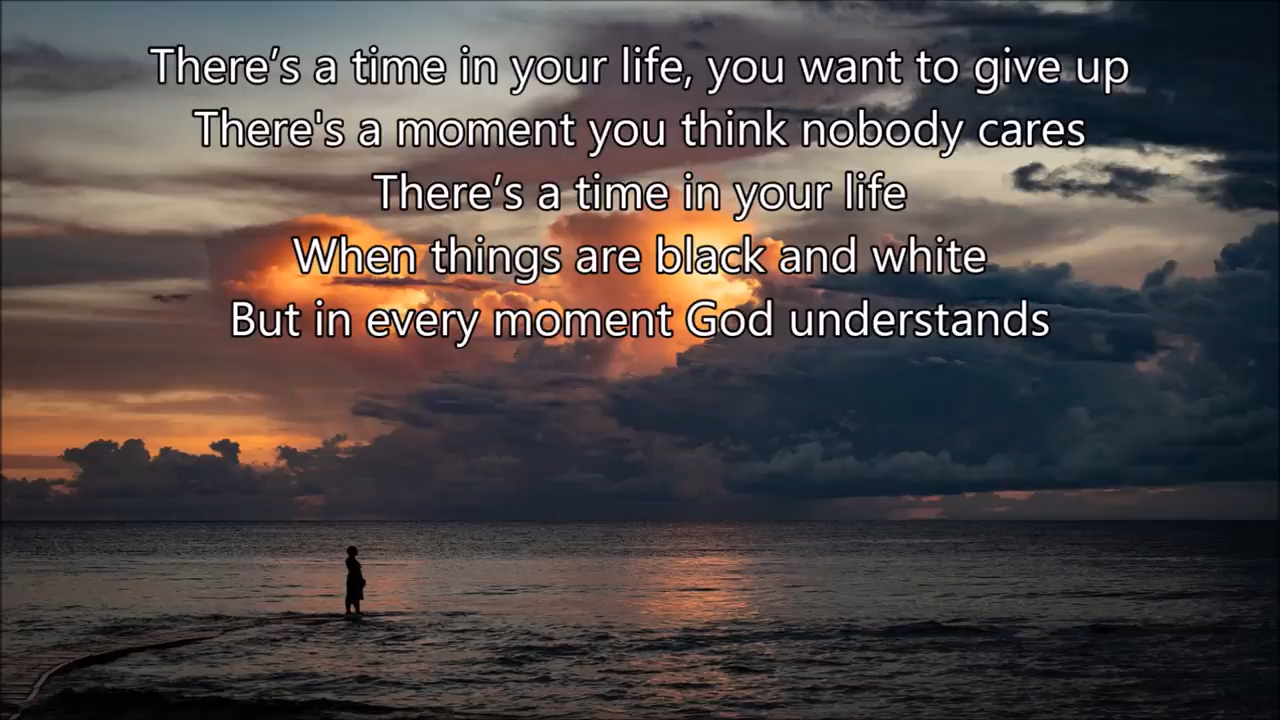 There’s a time in your life, you want to give up
There's a moment you think nobody cares
There’s a time in your life
When things are black and white
But in every moment God understands